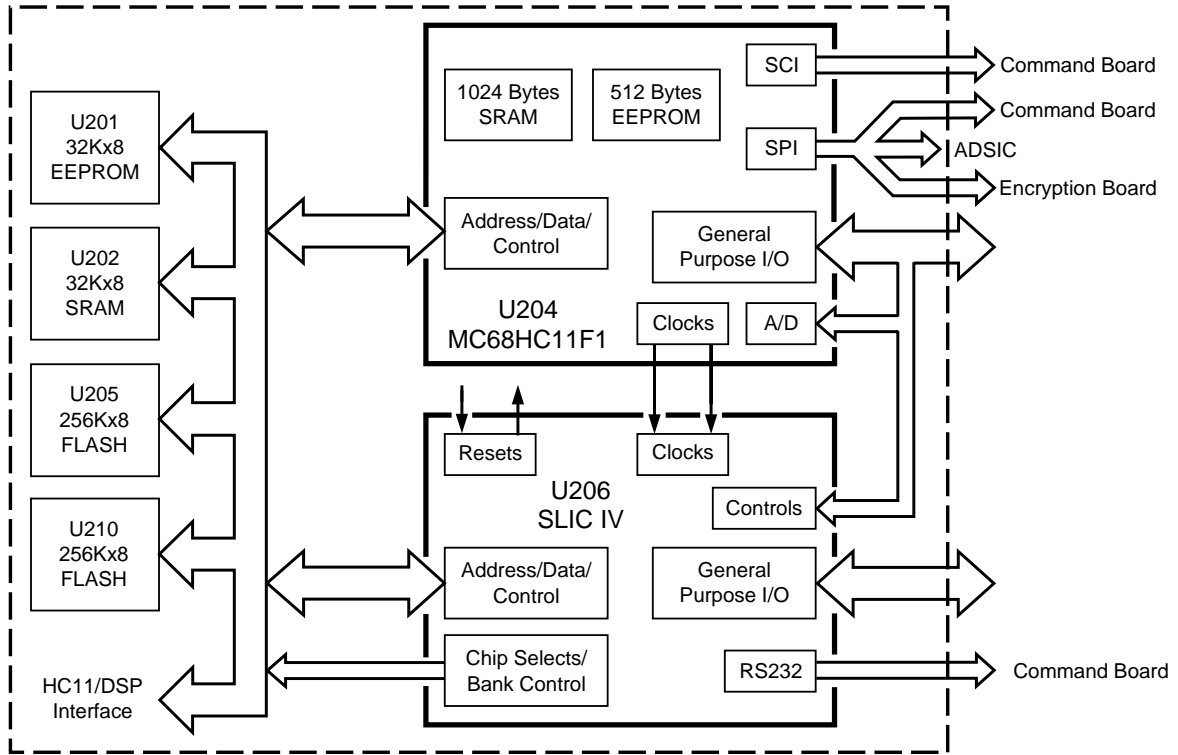 U201
32Kx8
EEPROM
U202
32Kx8
SRAM
U205
256Kx8
FLASH
U210
256Kx8
FLASH
HC11/DSP
Interface
1024 Bytes
SRAM
512 Bytes
EEPROM
SCI
SPI
Address/Data/
Control
General
Purpose I/O
U204
MC68HC11F1
Clocks
A/D
Command Board
Command Board
ADSIC
Encryption Board
Resets
Clocks
U206
SLIC IV
Controls
Address/Data/
Control
General
Purpose I/O
Chip Selects/
Bank Control
RS232
Command Board